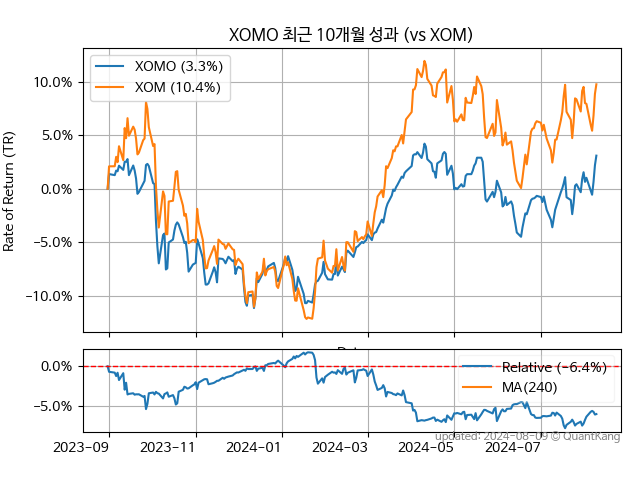 XOMO 최근 10개월 성과 (vs XOM)
XOMO (3.3%)
XOM (10.4%)
Rate of Return (TR)
10.0%
5.0%
0.0%
−5.0%
−10.0%
0.0%
−5.0%
Relative (−6.4%)
MA(240)
2023-09
2023-11
2024-01
2024-03
2024-05
2024-07
updated: 2024-08-09 © QuantKang